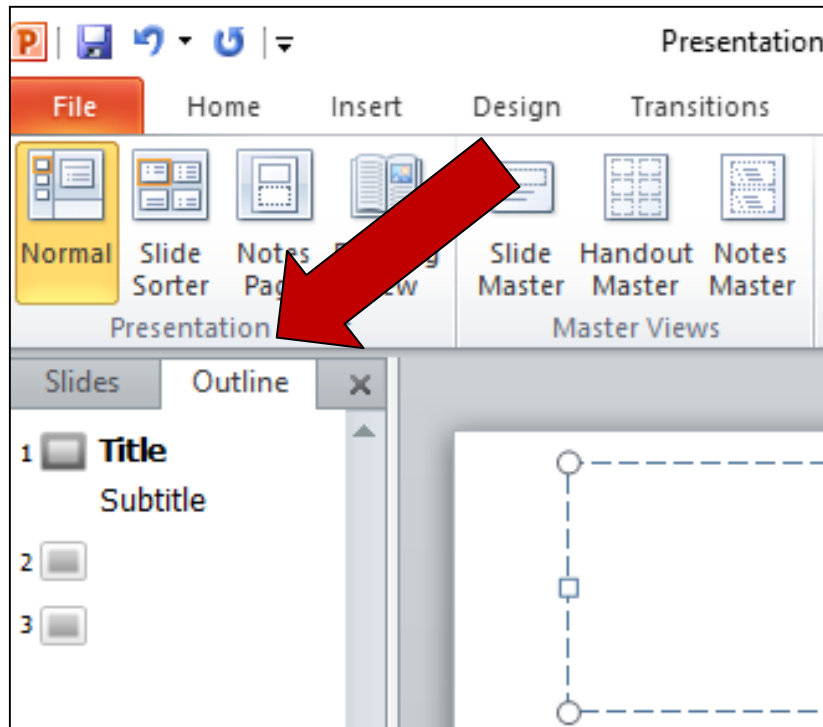 P
Presentation
File Home Insert Design Transitions
Normal Slide Notes Slide Handout Notes
Sorter Master Master Master
Presentation Master Views
Slides Outline
1 Title
Subtitle
2
3